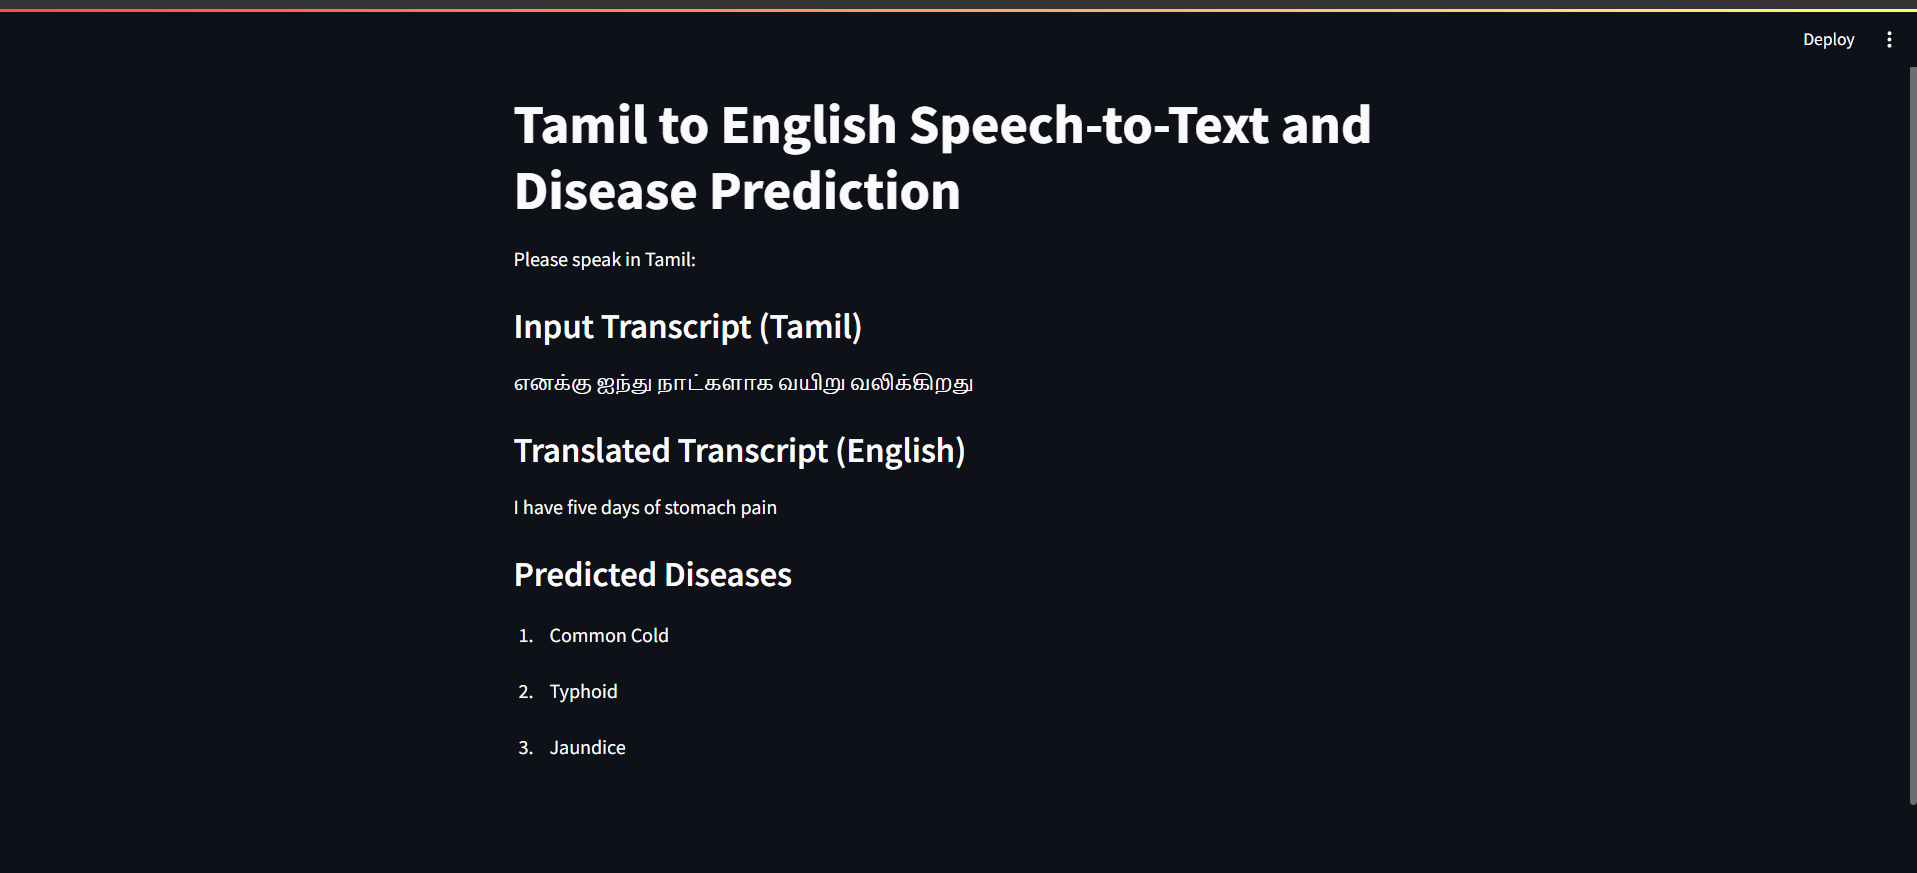 Deploy
Tamil to English Speech-to-Text and
Disease Prediction
Please speak in Tamil:
Input Transcript (Tamil)
எனக்கு ஐந்து நாட்களாக வயிறு வலிக்கிறது
Translated Transcript (English)
I have five days of stomach pain
Predicted Diseases
1. Common Cold
2. Typhoid
3. Jaundice